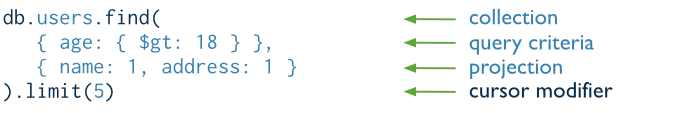 db.users.find( collection
{ age: { $gt: 18 } }, query criteria
{ name: 1, address: 1 } projection
).limit(5) cursor modifier